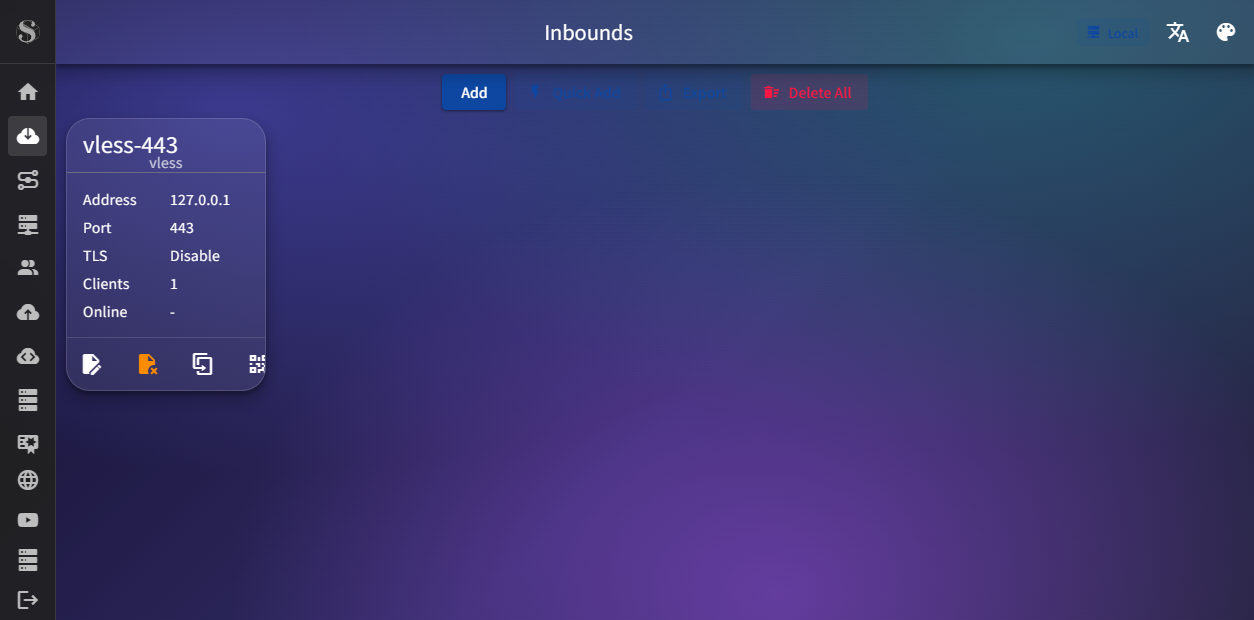 Inbounds
Local
Add
Delete All
vless-443
vless
Address 127.0.0.1
Port 443
TLS Disable
Clients 1
Online -